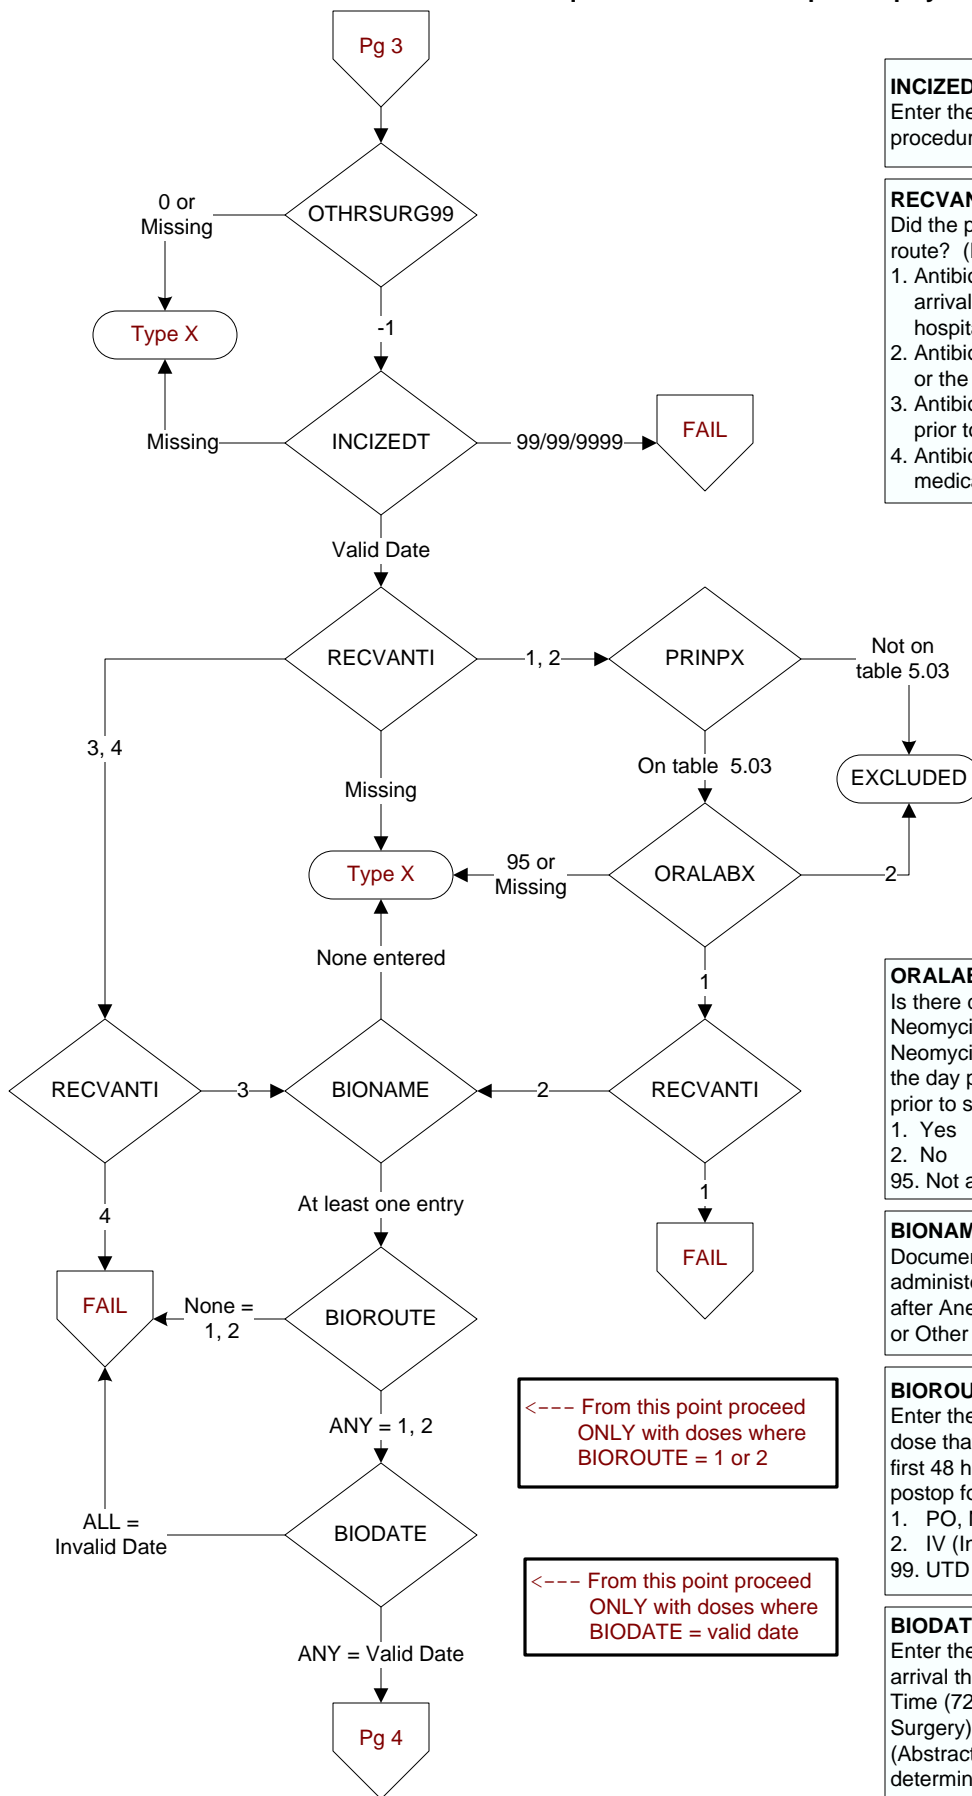 Pg 3
OTHRSURG99
0 or
Missing
Type X
-1
INCIZEDT
Missing
99/99/9999
FAIL
Valid Date
RECVANTI
1, 2
PRINPX
Not on
table 5.03
3, 4
On table 5.03
EXCLUDED
Missing
Type X
95 or
Missing
ORALABX
2
None entered
1
RECVANTI
3
BIONAME
2
RECVANTI
4
At least one entry
1
FAIL
FAIL
None =
1, 2
BIOROUTE
ANY = 1, 2
<--- From this point proceed
ONLY with doses where
BIOROUTE = 1 or 2
ALL =
Invalid Date
BIODATE
<--- From this point proceed
ONLY with doses where
BIODATE = valid date
ANY = Valid Date
Pg 4
INCIZED
Enter the
procedur
RECVAN
Did the p
route? (
1. Antibio
arrival
hospita
2. Antibio
or the
3. Antibio
prior to
4. Antibio
medica
ORALAB
Is there d
Neomyci
Neomyci
the day p
prior to s
1. Yes
2. No
95. Not a
BIONAM
Documen
administe
after Ane
or Other
BIOROU
Enter the
dose tha
first 48 h
postop fo
1. PO,
2. IV (In
99. UTD
BIODAT
Enter the
arrival th
Time (72
Surgery)
(Abstract
determin